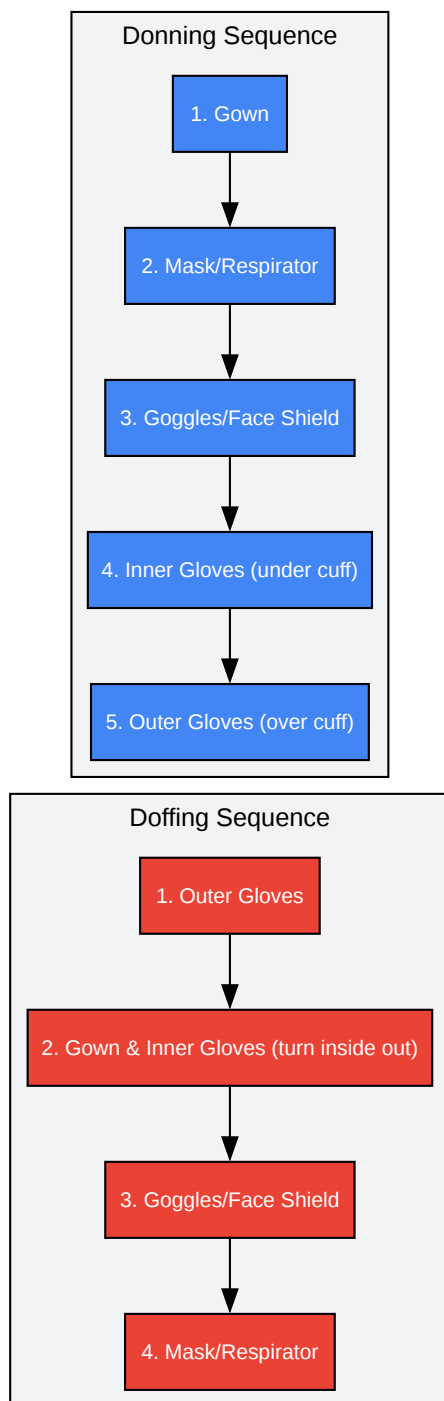 Donning Sequence
1. Gown
2. Mask/Respirator
3. Goggles/Face Shield
4. Inner Gloves (under cuff)
5. Outer Gloves (over cuff)
Doffing Sequence
1. Outer Gloves
2. Gown & Inner Gloves (turn inside out)
3. Goggles/Face Shield
4. Mask/Respirator